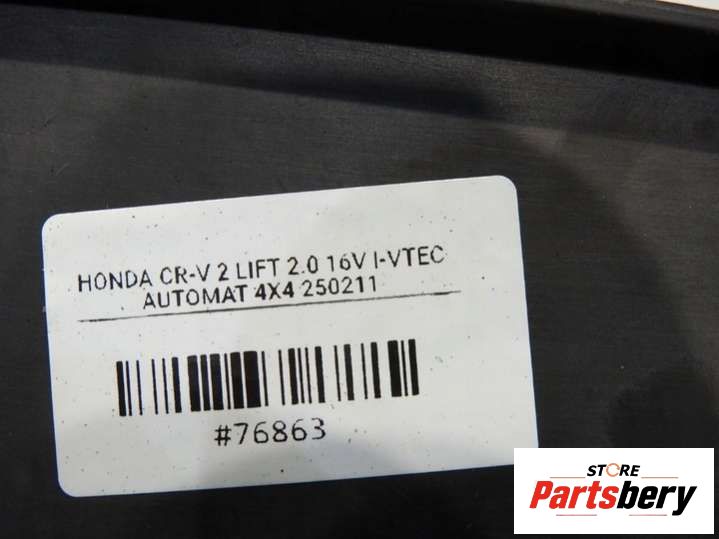 HONDA CR-V 2 LIFT 2.0 16V I-VTEC
AUTOMAT 4X4 250211
#76863
STORE
Partsbery